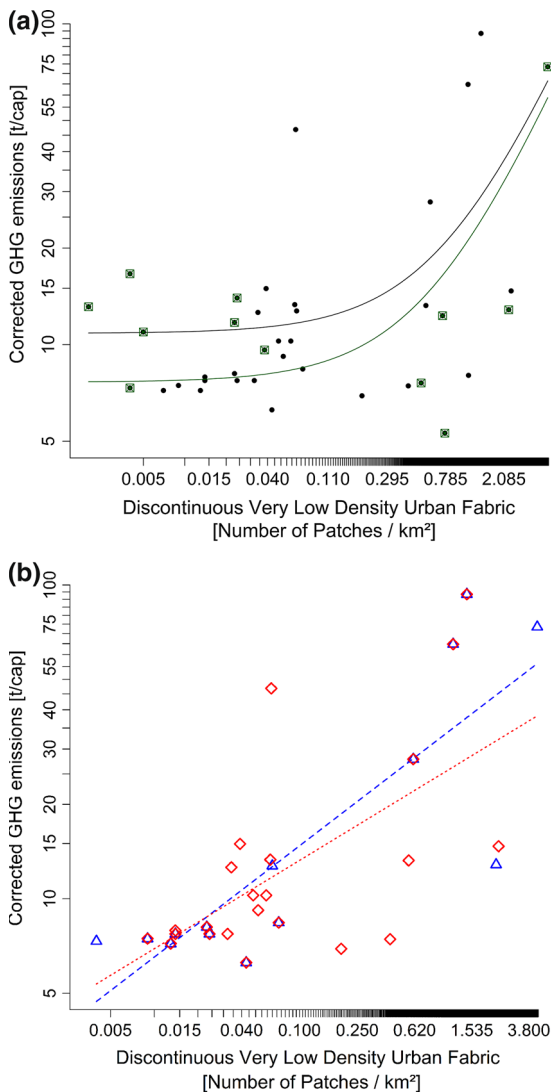 (a)
Corrected GHG emissions [t/cap]
100
75
55
40
30
20
15
10
5
0.005 0.015 0.040 0.110 0.295 0.785 2.085
Discontinuous Very Low Density Urban Fabric
[Number of Patches / km²]
(b)
Corrected GHG emissions [t/cap]
100
75
55
40
30
20
15
10
5
0.005 0.015 0.040 0.100 0.250 0.620 1.535 3.800
Discontinuous Very Low Density Urban Fabric
[Number of Patches / km²]